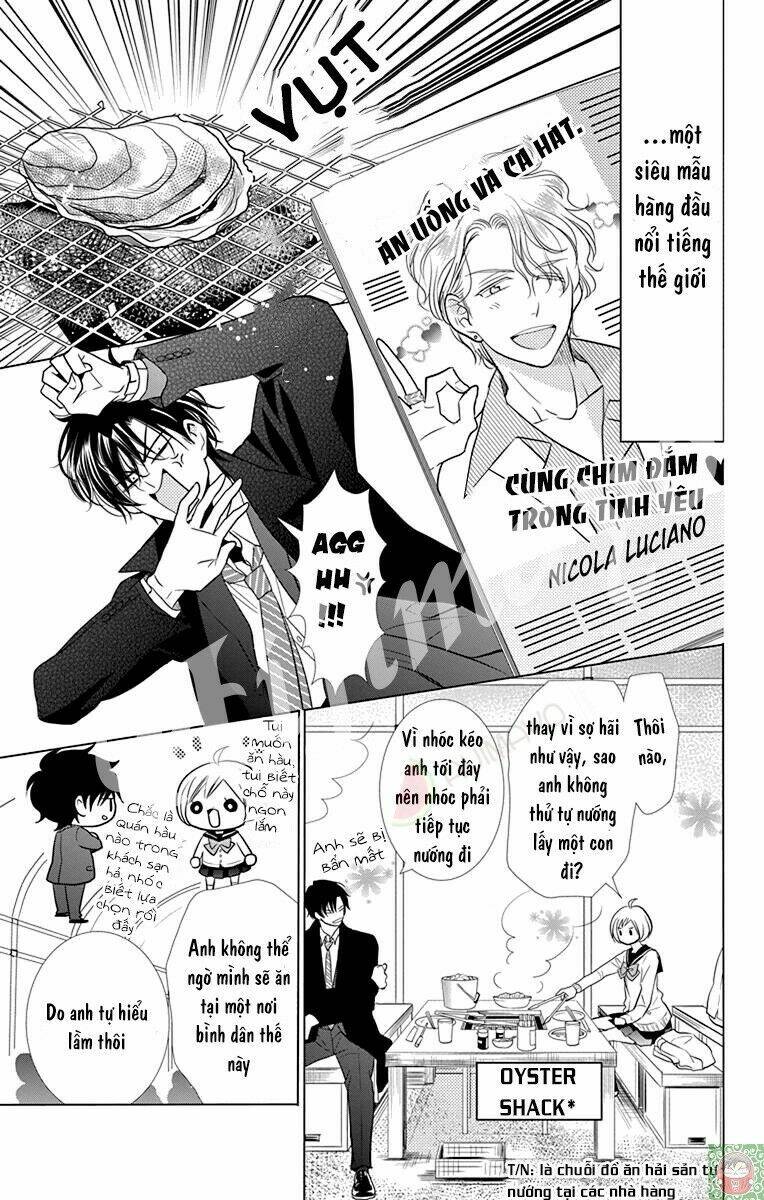 ...một
siêu mẫu
hàng đầu
nổi tiếng
thế giới
VỤT
ĂN UỐNG VÀ CA HÁT.
CÙNG CHÌM ĐẮM
TRONG TÌNH YÊU
NICOLA LUCIANO
AGG
HH
!!!
Thôi
nào,
thay vì sợ hãi
như vậy, sao
anh không
thử tự nướng
lấy một con
đi?
Vì nhóc kéo
anh tới đây
nên nhóc phải
tiếp tục
nướng đi
Anh sẽ bị
bẩn mất
OYSTER
SHACK*
T/N: là chuỗi đồ ăn hải sản tự
nướng tại các nhà hàng
Tui
muốn
ăn hàu,
tui biết
chỗ này
ngon
lắm
Chắc là
quán hàu
nào trong
khách sạn
hả, nhóc
biết lựa
chọn rồi
đấy
Anh không thể
ngờ mình sẽ ăn
tại một nơi
bình dân thế
này
Do anh tự hiểu
lầm thôi